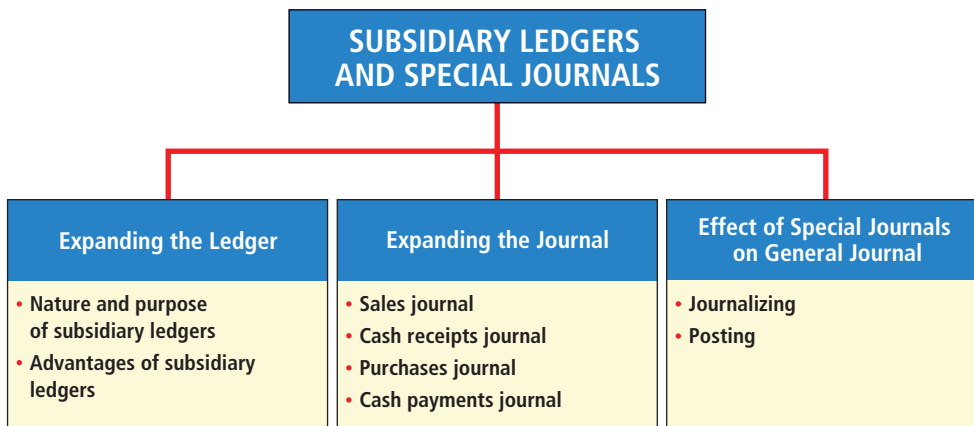 SUBSIDIARY LEDGERS
AND SPECIAL JOURNALS
Expanding the Ledger
• Nature and purpose
of subsidiary ledgers
• Advantages of subsidiary
ledgers
Expanding the Journal
• Sales journal
• Cash receipts journal
• Purchases journal
• Cash payments journal
Effect of Special Journals
on General Journal
• Journalizing
• Posting